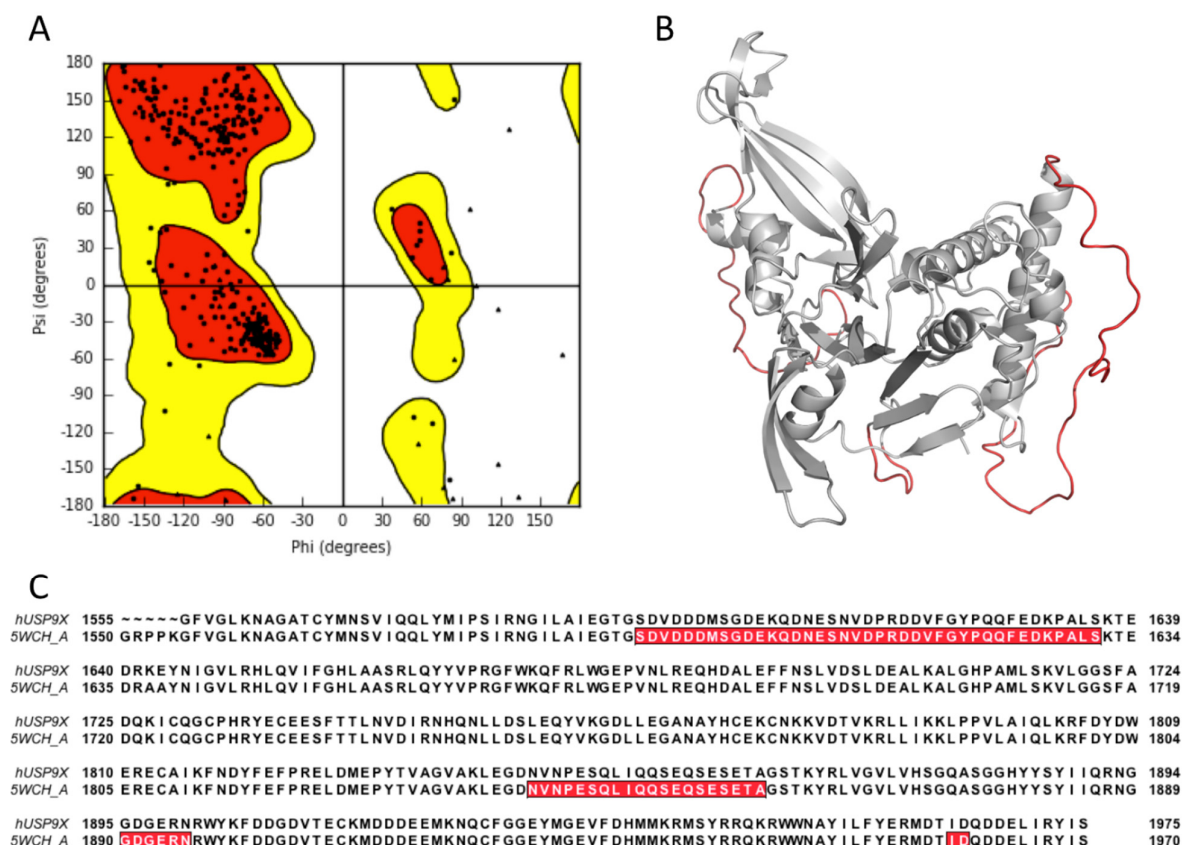 A
B
180
150
120
90
60
30
0
-30
-60
-90
-120
-150
-180
-180 -150 -120 -90 -60 -30 0 30 60 90 120 150
Psi (degrees)
Phi (degrees)
C
hUSP9X 1555 ~~~~~GFVGLKNAGATCYMNSVIQQLYMIPSIRNGILAIEGTGSDVDDDMSGDEKQDNESNVDPRDDVFGYPQQFEDKPALSKTE 1639
5WCH_A 1550 GRPPKGFVGLKNAGATCYMNSVIQQLYMIPSIRNGILAIEGTGSDVDDDMSGDEKQDNESNVDPRDDVFGYPQQFEDKPALSKTE 1634
hUSP9X 1640 DRKEYNIGVLRHLQVIFGHLAASRLQYYVPRGFWKQFRLWGEPVNLREQHDALEFFNSLVDSLDEALKALGHPAMLSKVLGGSFA 1724
5WCH_A 1635 DRAAYNIGVLRHLQVIFGHLAASRLQYYVPRGFWKQFRLWGEPVNLREQHDALEFFNSLVDSLDEALKALGHPAMLSKVLGGSFA 1719
hUSP9X 1725 DQKICQGCPHRYECEESFTTLNVDIRNHQNLLDSLEQYVKGDLLEGANAYHCEKCNKKVDTVKRLLIKKLPPVLAIQLKRFDYDW 1809
5WCH_A 1720 DQKICQGCPHRYECEESFTTLNVDIRNHQNLLDSLEQYVKGDLLEGANAYHCEKCNKKVDTVKRLLIKKLPPVLAIQLKRFDYDW 1804
hUSP9X 1810 ERECAIKFNDYFEFPRELDMEPYTVAGVAKLEGDNVNPESQLIQQSEQSESETAGSTKYRLVGVLVHSGQASGGHYYSYIIQRNG 1894
5WCH_A 1805 ERECAIKFNDYFEFPRELDMEPYTVAGVAKLEGDNVNPESQLIQQSEQSESETAGSTKYRLVGVLVHSGQASGGHYYSYIIQRNG 1889
hUSP9X 1895 GDGERNRWYKFDDGDVTECKMDDDEEMKNQCFGGEYMGEVFDHMMKRMSYRRQKRWWNAYILFYERMDTIDQDDELIRYIS 1975
5WCH_A 1890 GDGERNRWYKFDDGDVTECKMDDDEEMKNQCFGGEYMGEVFDHMMKRMSYRRQKRWWNAYILFYERMDTIDQDDELIRYIS 1970